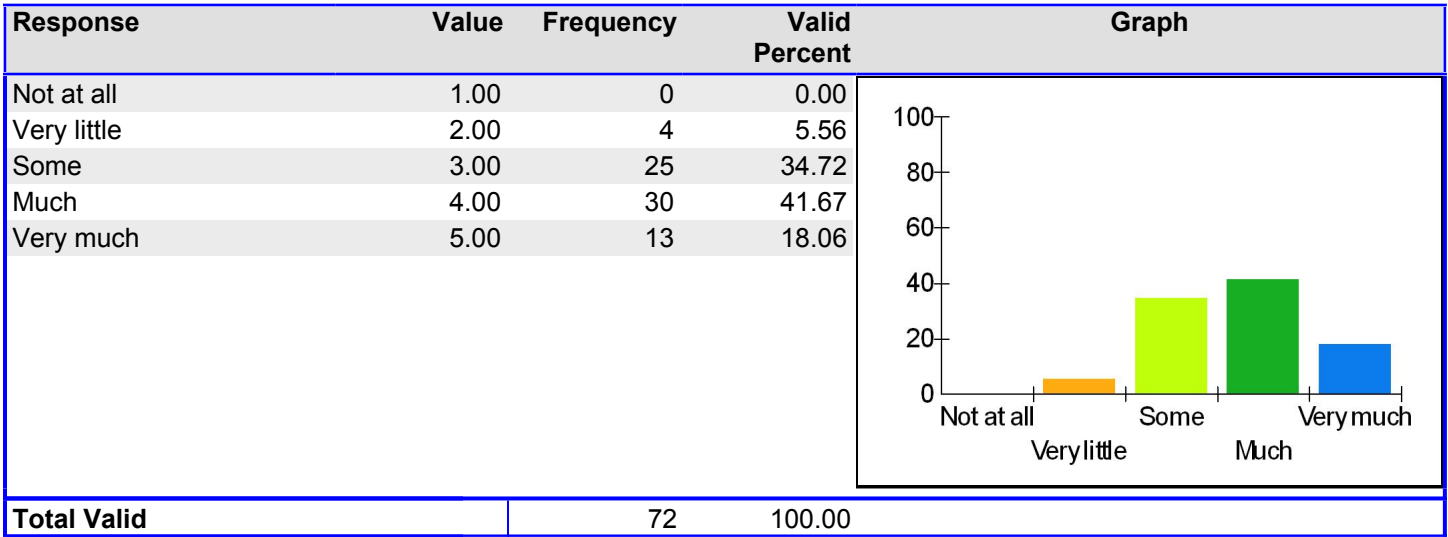 Response Value Frequency Valid Percent Graph
Not at all 1.00 0 0.00
Very little 2.00 4 5.56
Some 3.00 25 34.72
Much 4.00 30 41.67
Very much 5.00 13 18.06
100
80
60
40
20
0
Not at all Some Very much
Very little Much
Total Valid 72 100.00